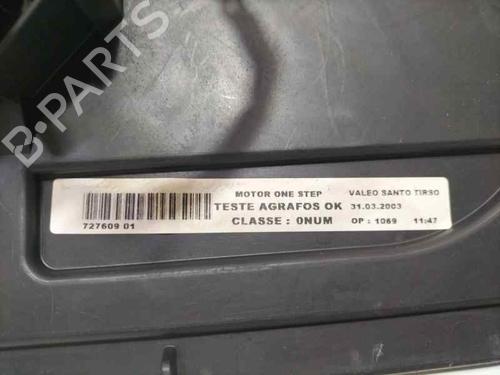 MOTOR ONE STEP
VALEO SANTO TIRSO
TESTE AGRAFOS OK
31.03.2003
727609 01
CLASSE : 0NUM
OP : 1069
11:47
B-PARTS